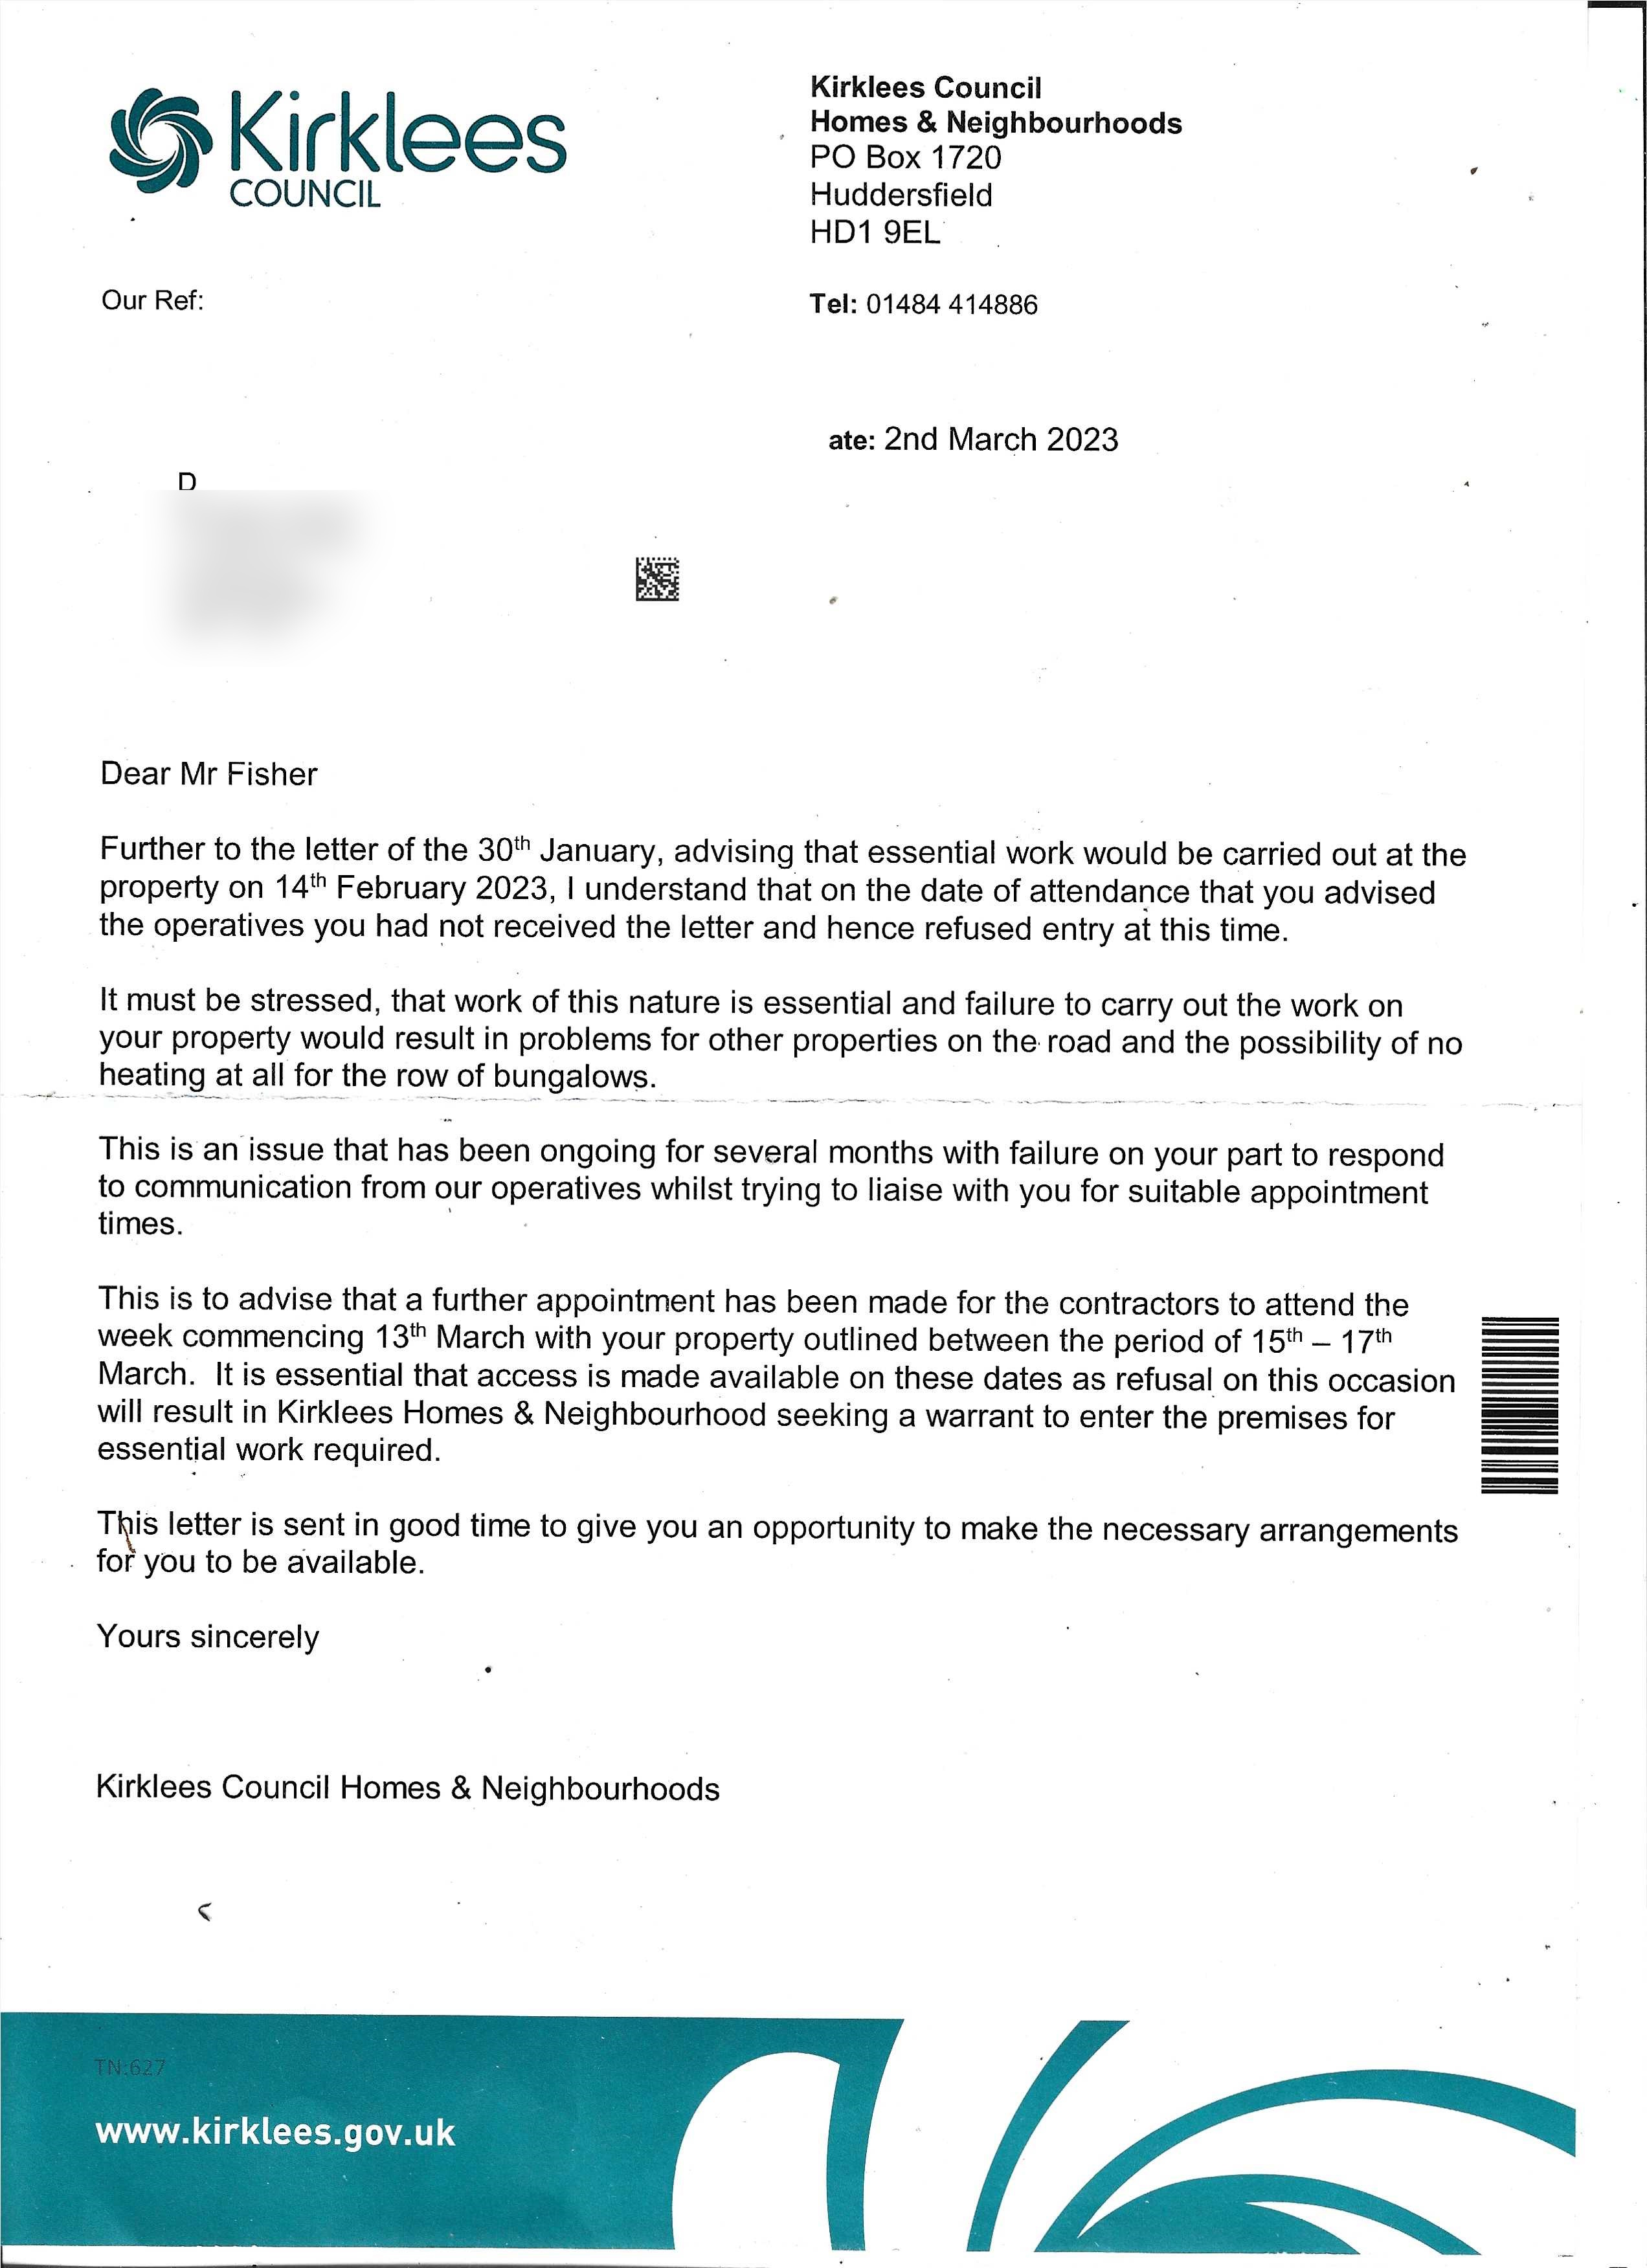 Kirklees
COUNCIL
Kirklees Council
Homes & Neighbourhoods
PO Box 1720
Huddersfield
HD1 9EL
Our Ref:
Tel: 01484 414886
ate: 2nd March 2023
D
Dear Mr Fisher
Further to the letter of the 30th January, advising that essential work would be carried out at the
property on 14th February 2023, I understand that on the date of attendance that you advised
the operatives you had not received the letter and hence refused entry at this time.
It must be stressed, that work of this nature is essential and failure to carry out the work on
your property would result in problems for other properties on the road and the possibility of no
heating at all for the row of bungalows.
This is an issue that has been ongoing for several months with failure on your part to respond
to communication from our operatives whilst trying to liaise with you for suitable appointment
times.
This is to advise that a further appointment has been made for the contractors to attend the
week commencing 13th March with your property outlined between the period of 15th – 17th
March. It is essential that access is made available on these dates as refusal on this occasion
will result in Kirklees Homes & Neighbourhood seeking a warrant to enter the premises for
essential work required.
This letter is sent in good time to give you an opportunity to make the necessary arrangements
for you to be available.
Yours sincerely
Kirklees Council Homes & Neighbourhoods
TN:627
www.kirklees.gov.uk